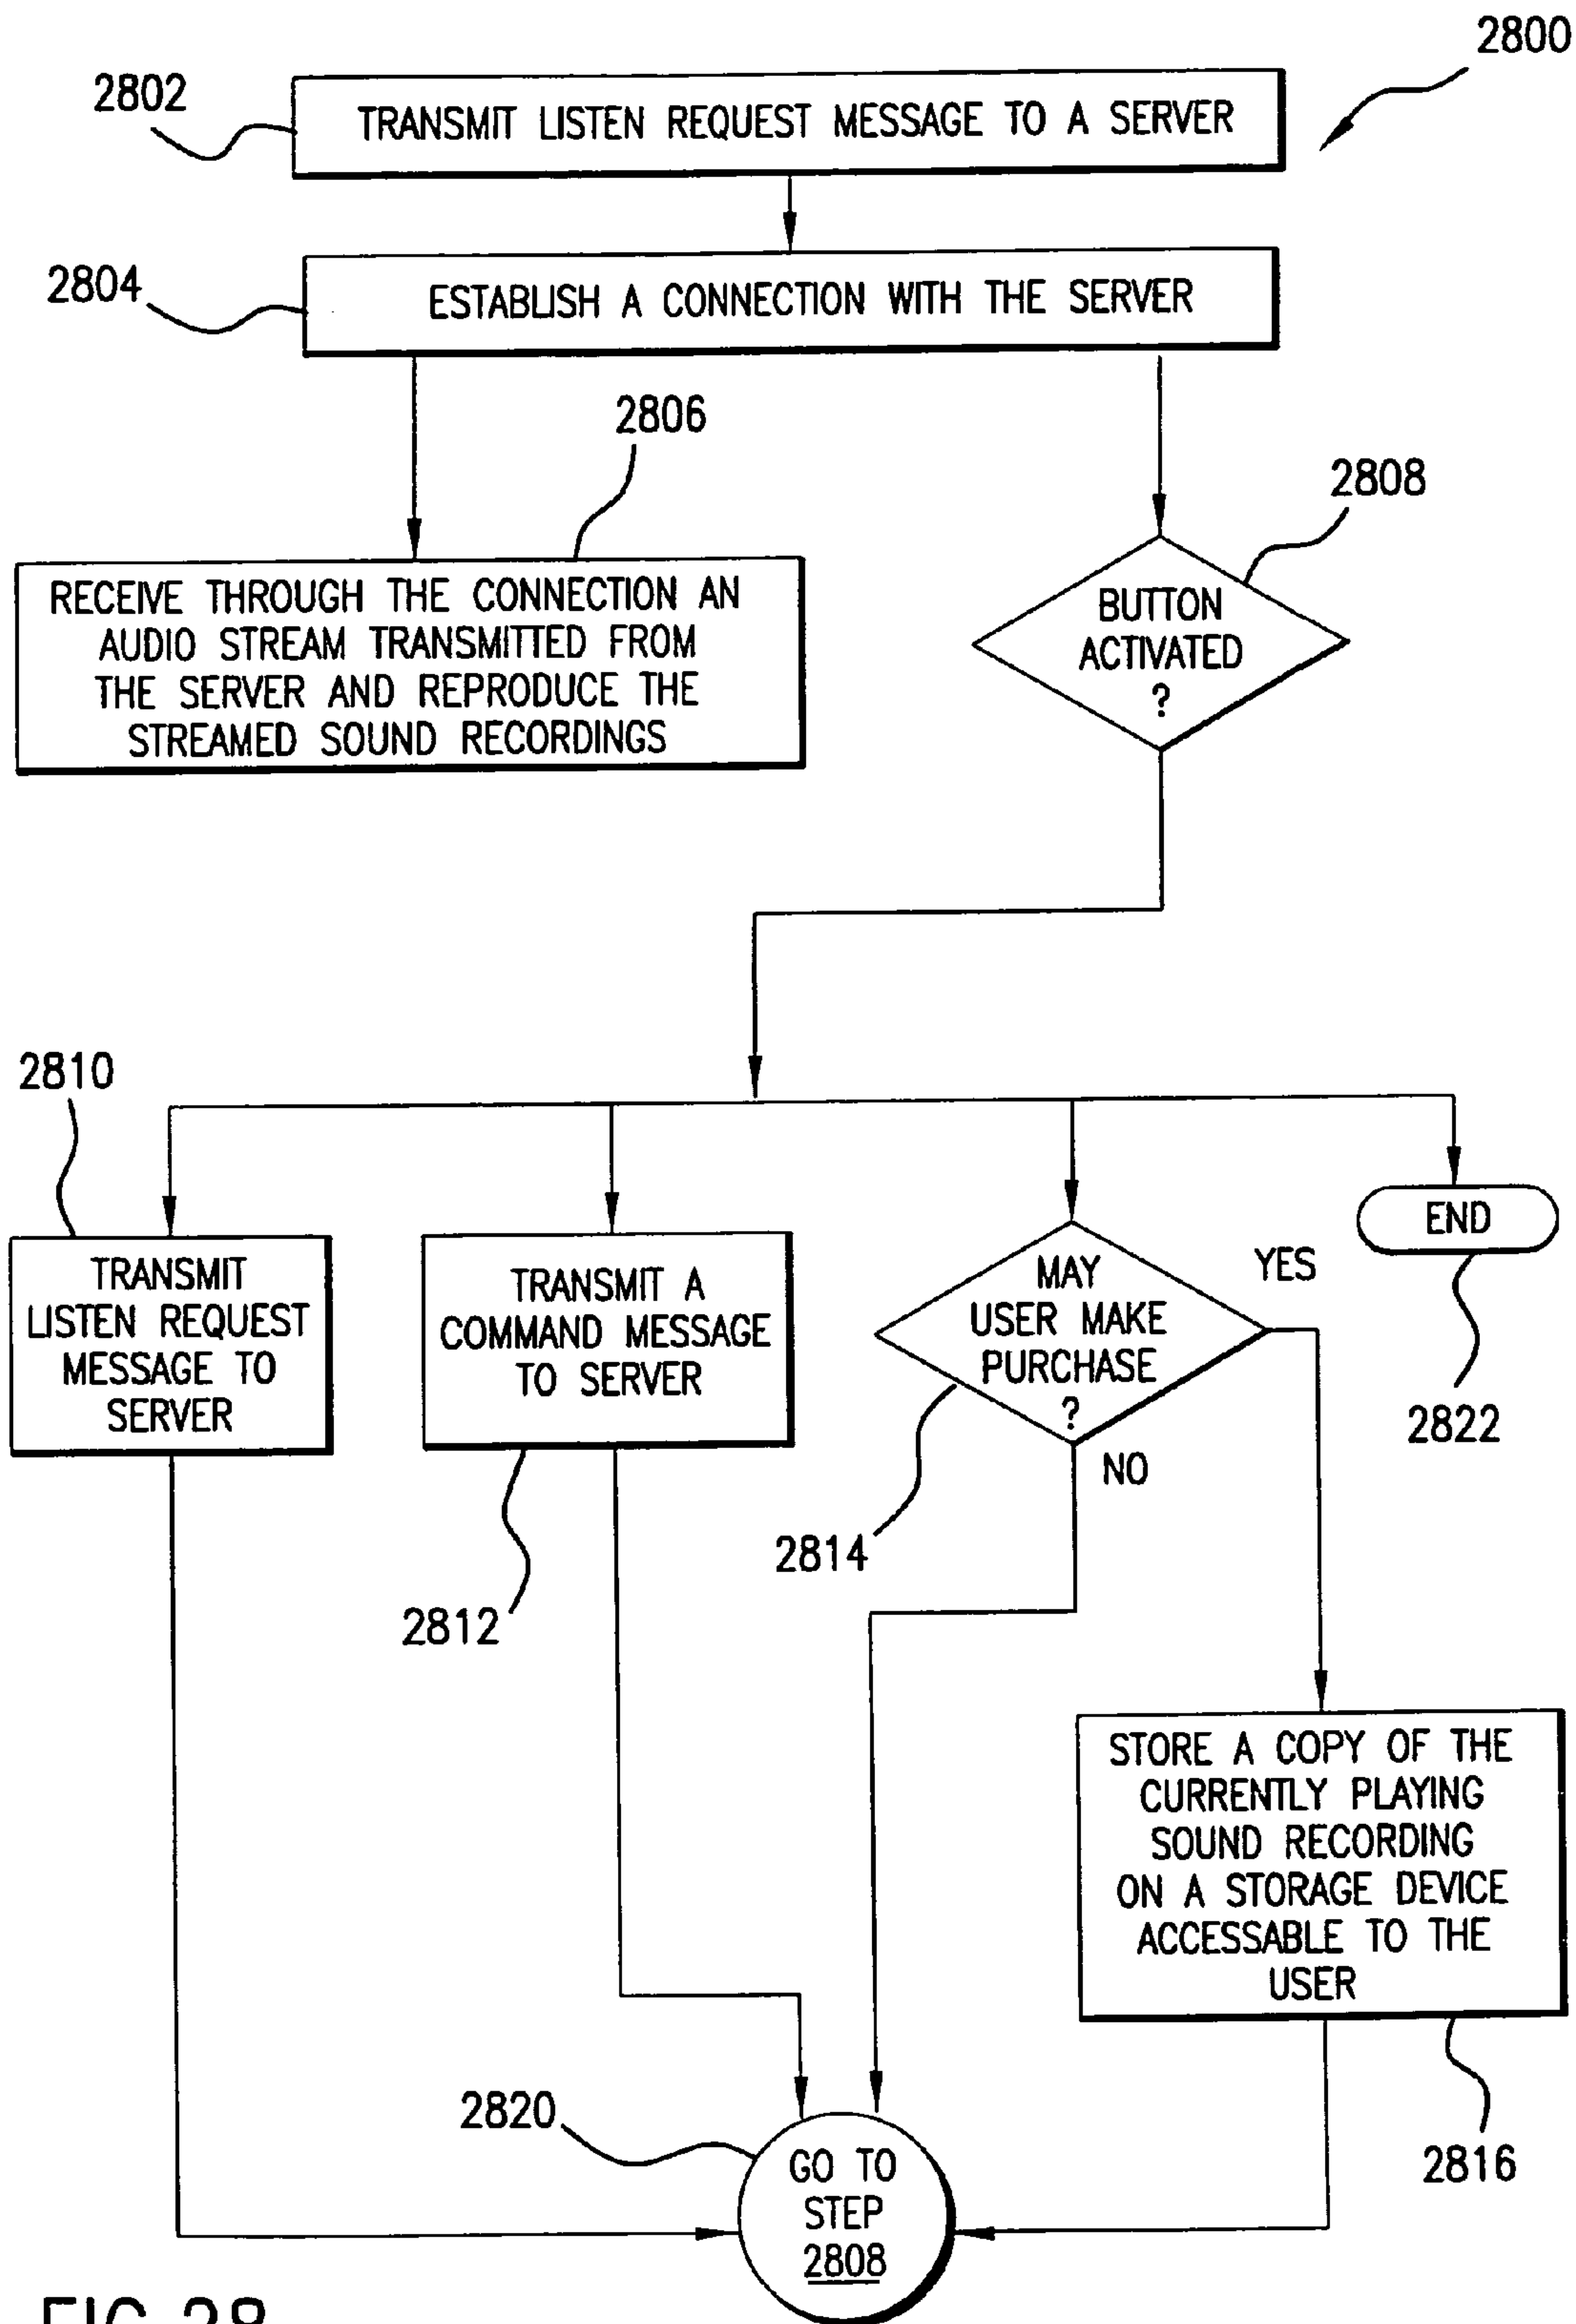 2800
2802
TRANSMIT LISTEN REQUEST MESSAGE TO A SERVER
2804
ESTABLISH A CONNECTION WITH THE SERVER
2806
2808
RECEIVE THROUGH THE CONNECTION AN
AUDIO STREAM TRANSMITTED FROM
THE SERVER AND REPRODUCE THE
STREAMED SOUND RECORDINGS
BUTTON
ACTIVATED
?
2810
TRANSMIT
LISTEN REQUEST
MESSAGE TO
SERVER
TRANSMIT A
COMMAND MESSAGE
TO SERVER
2812
MAY
USER MAKE
PURCHASE
?
YES
NO
2814
END
2822
STORE A COPY OF THE
CURRENTLY PLAYING
SOUND RECORDING
ON A STORAGE DEVICE
ACCESSABLE TO THE
USER
2816
2820
GO TO
STEP
2808
FIG.28